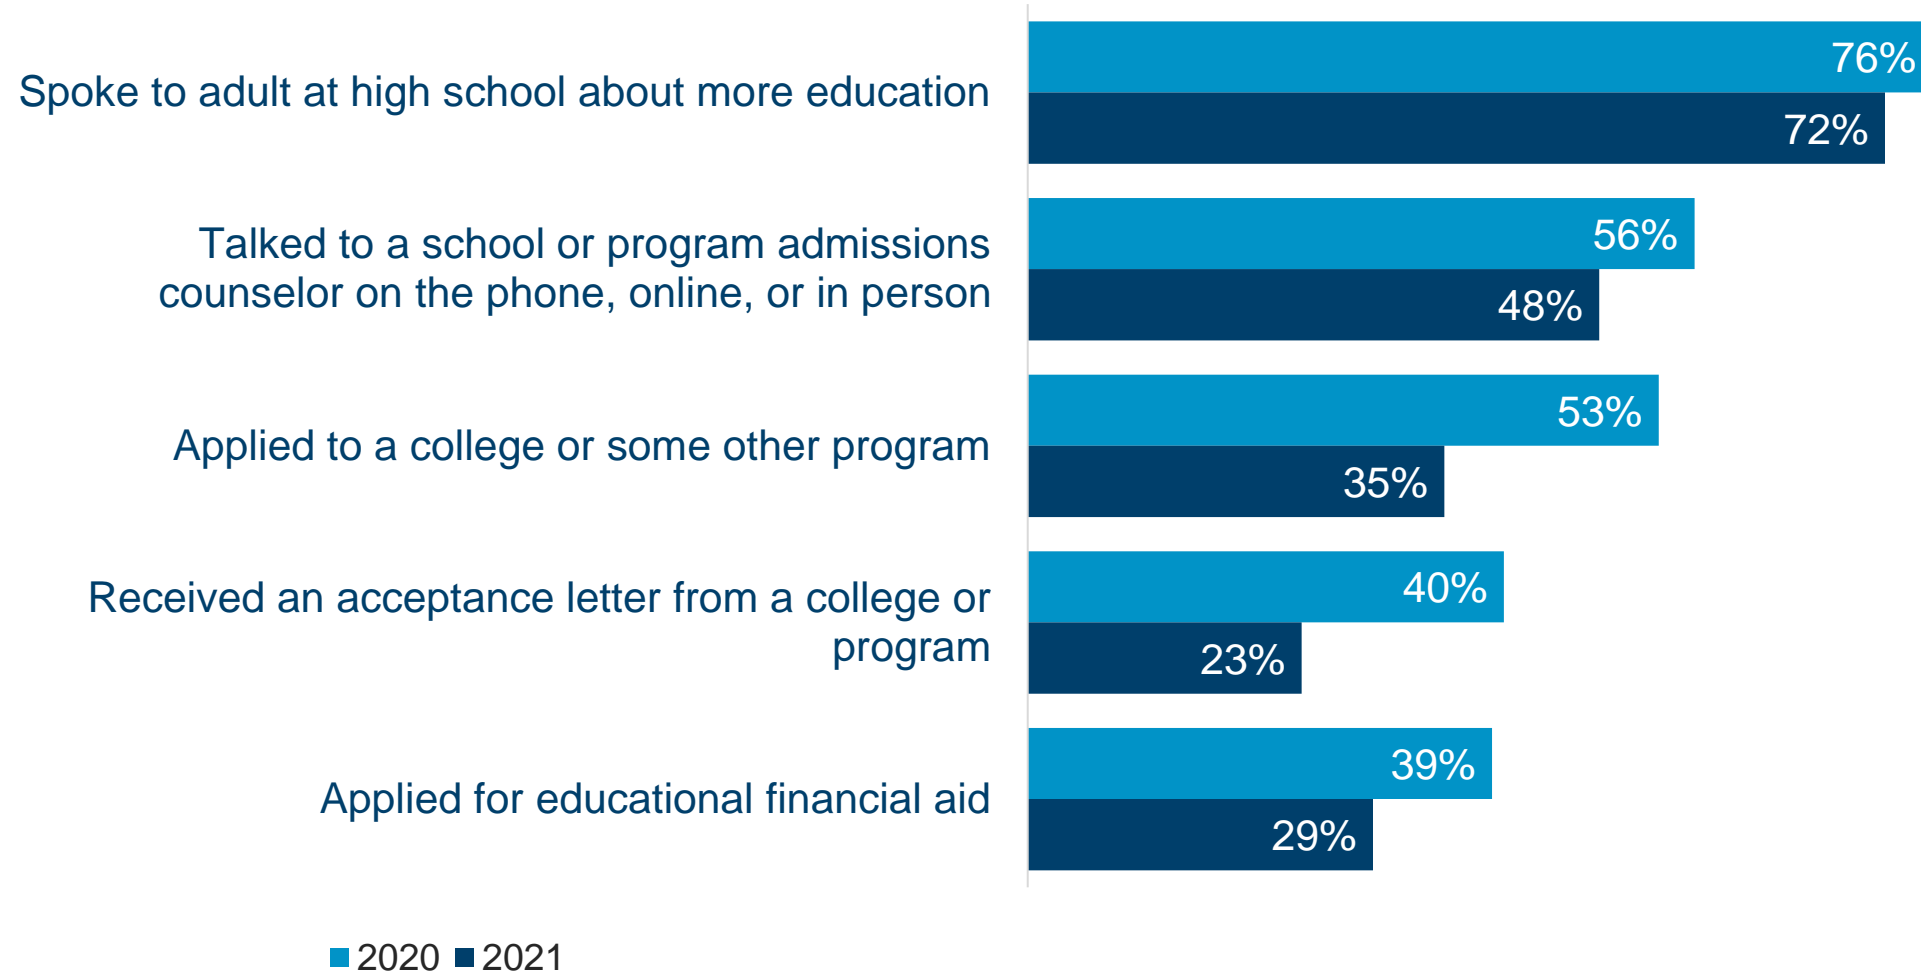 Spoke to adult at high school about more education
76%
72%
Talked to a school or program admissions
counselor on the phone, online, or in person
56%
48%
Applied to a college or some other program
53%
35%
Received an acceptance letter from a college or
program
40%
23%
Applied for educational financial aid
39%
29%
2020 2021